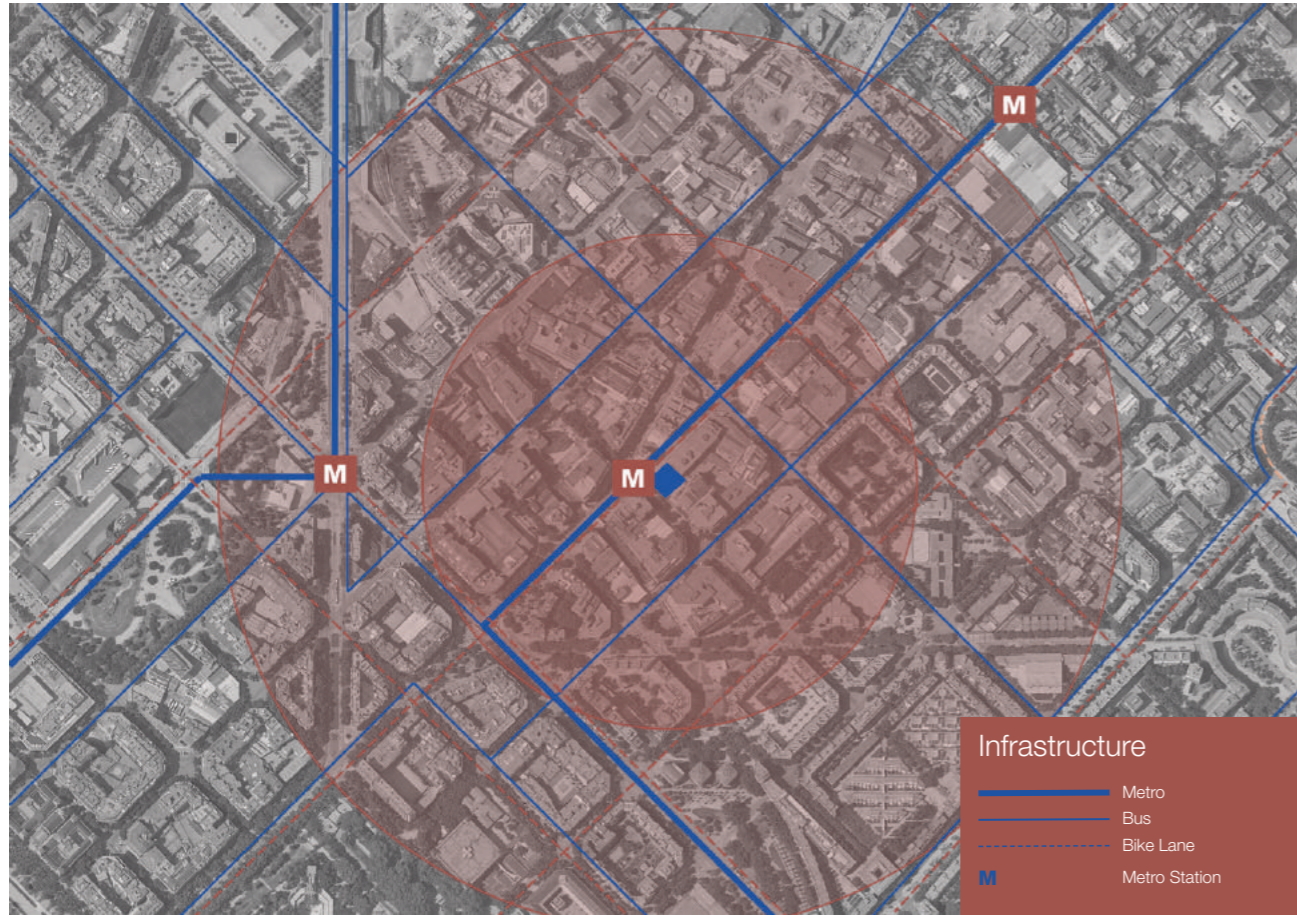 M
M
M
Infrastructure
Metro
Bus
Bike Lane
M Metro Station